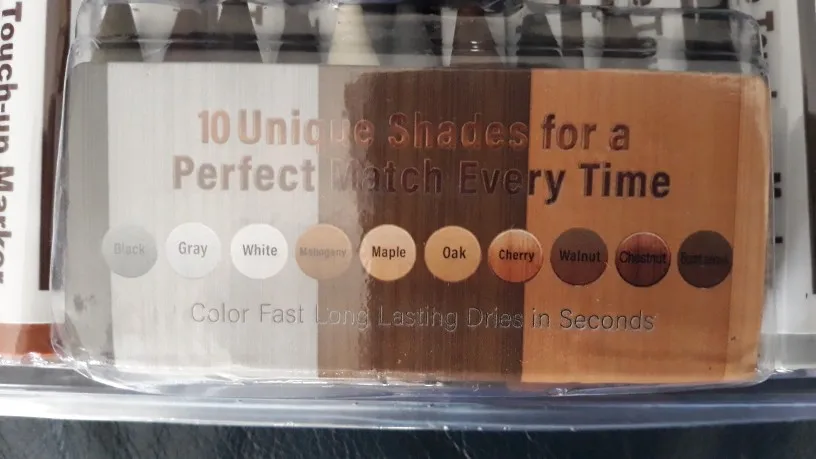 10 Unique Shades for a
Perfect Match Every Time
Black Gray White Mahogany Maple Oak Cherry Walnut Chestnut
Color Fast Long Lasting Dries in Seconds
Touch-up Marker